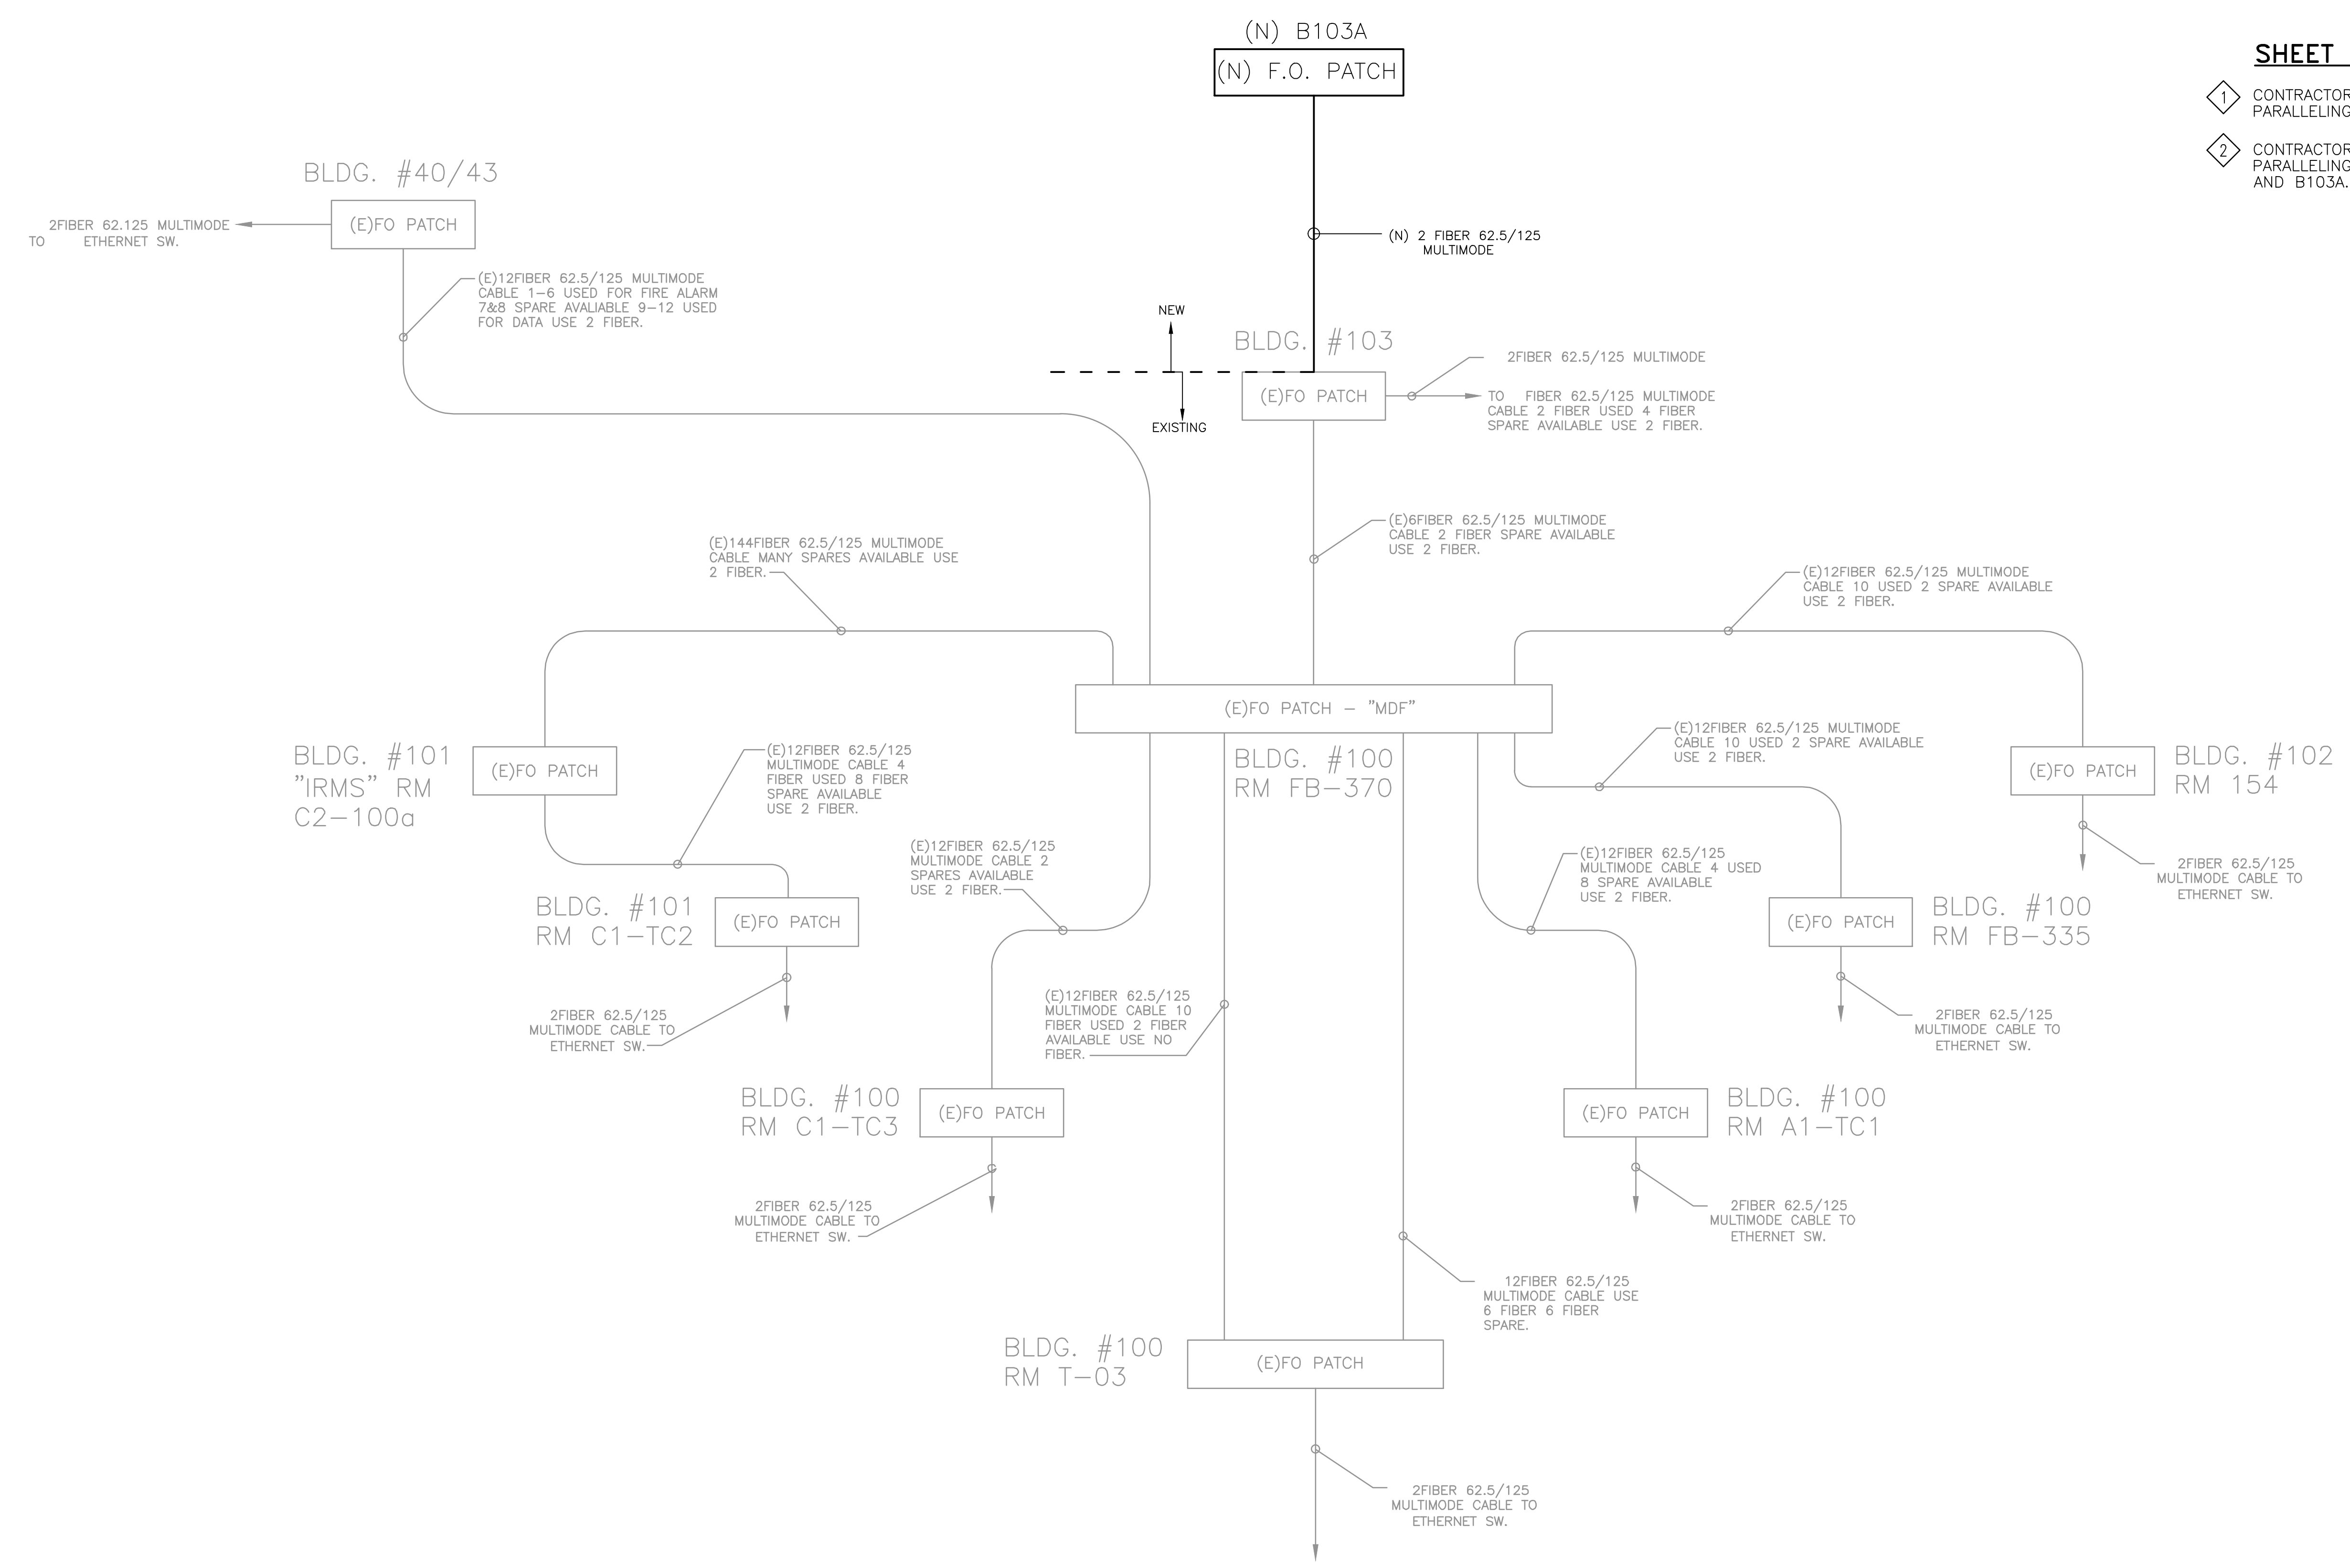 (N) B103A
(N) F.O. PATCH
SHEET
1
CONTRACTOR
PARALLELING
2
CONTRACTOR
PARALLELING
AND B103A.
BLDG. #40/43
(E)FO PATCH
2FIBER 62.125 MULTIMODE
TO ETHERNET SW.
(E)12FIBER 62.5/125 MULTIMODE
CABLE 1-6 USED FOR FIRE ALARM
7&8 SPARE AVALIABLE 9-12 USED
FOR DATA USE 2 FIBER.
(N) 2 FIBER 62.5/125
MULTIMODE
NEW
EXISTING
BLDG. #103
(E)FO PATCH
2FIBER 62.5/125 MULTIMODE
TO FIBER 62.5/125 MULTIMODE
CABLE 2 FIBER USED 4 FIBER
SPARE AVAILABLE USE 2 FIBER.
(E)6FIBER 62.5/125 MULTIMODE
CABLE 2 FIBER SPARE AVAILABLE
USE 2 FIBER.
(E)144FIBER 62.5/125 MULTIMODE
CABLE MANY SPARES AVAILABLE USE
2 FIBER.
(E)12FIBER 62.5/125 MULTIMODE
CABLE 10 USED 2 SPARE AVAILABLE
USE 2 FIBER.
(E)FO PATCH - "MDF"
BLDG. #100
RM FB-370
BLDG. #101
"IRMS" RM
C2-100a
(E)FO PATCH
(E)12FIBER 62.5/125
MULTIMODE CABLE 4
FIBER USED 8 FIBER
SPARE AVAILABLE
USE 2 FIBER.
(E)12FIBER 62.5/125 MULTIMODE
CABLE 10 USED 2 SPARE AVAILABLE
USE 2 FIBER.
(E)FO PATCH
BLDG. #102
RM 154
2FIBER 62.5/125
MULTIMODE CABLE TO
ETHERNET SW.
(E)12FIBER 62.5/125
MULTIMODE CABLE 2
SPARES AVAILABLE
USE 2 FIBER.
(E)12FIBER 62.5/125
MULTIMODE CABLE 4 USED
8 SPARE AVAILABLE
USE 2 FIBER.
BLDG. #101
RM C1-TC2
(E)FO PATCH
2FIBER 62.5/125
MULTIMODE CABLE TO
ETHERNET SW.
(E)FO PATCH
BLDG. #100
RM FB-335
2FIBER 62.5/125
MULTIMODE CABLE TO
ETHERNET SW.
(E)12FIBER 62.5/125
MULTIMODE CABLE 10
FIBER USED 2 FIBER
AVAILABLE USE NO
FIBER.
BLDG. #100
RM C1-TC3
(E)FO PATCH
2FIBER 62.5/125
MULTIMODE CABLE TO
ETHERNET SW.
(E)FO PATCH
BLDG. #100
RM A1-TC1
2FIBER 62.5/125
MULTIMODE CABLE TO
ETHERNET SW.
12FIBER 62.5/125
MULTIMODE CABLE USE
6 FIBER 6 FIBER
SPARE.
BLDG. #100
RM T-03
(E)FO PATCH
2FIBER 62.5/125
MULTIMODE CABLE TO
ETHERNET SW.